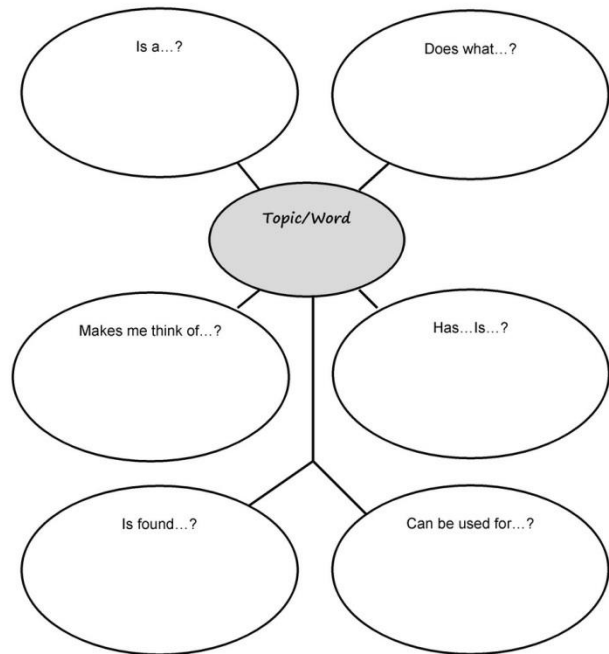 Is a…?
Does what…?
Topic/Word
Makes me think of…?
Has…Is…?
Is found…?
Can be used for…?